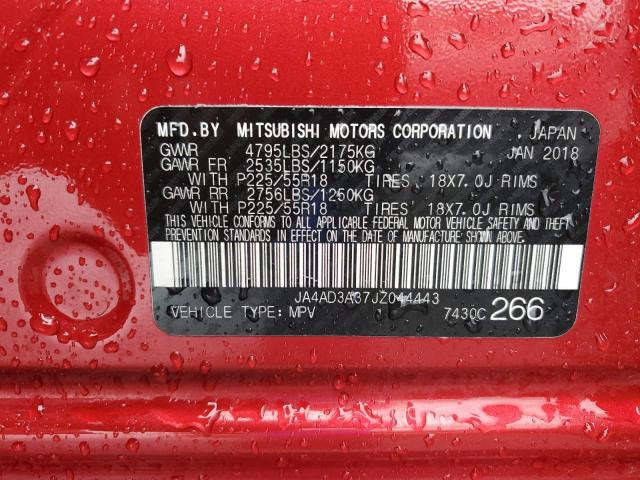 MFD.BY MITSUBISHI MOTORS CORPORATION JAPAN
GVWR 4795LBS/2175KG JAN 2018
GAWR FR 2535LBS/1150KG
WITH P225/55R18 TIRES 18X7.0J RIMS
GAWR RR 2756LBS/1250KG
WITH P225/55R18 TIRES 18X7.0J RIMS
THIS VEHICLE CONFORMS TO ALL APPLICABLE FEDERAL MOTOR VEHICLE SAFETY AND THEFT
PREVENTION STANDARDS IN EFFECT ON THE DATE OF MANUFACTURE SHOWN ABOVE.
JA4AD3A37JZ044443
VEHICLE TYPE: MPV 7430C 266